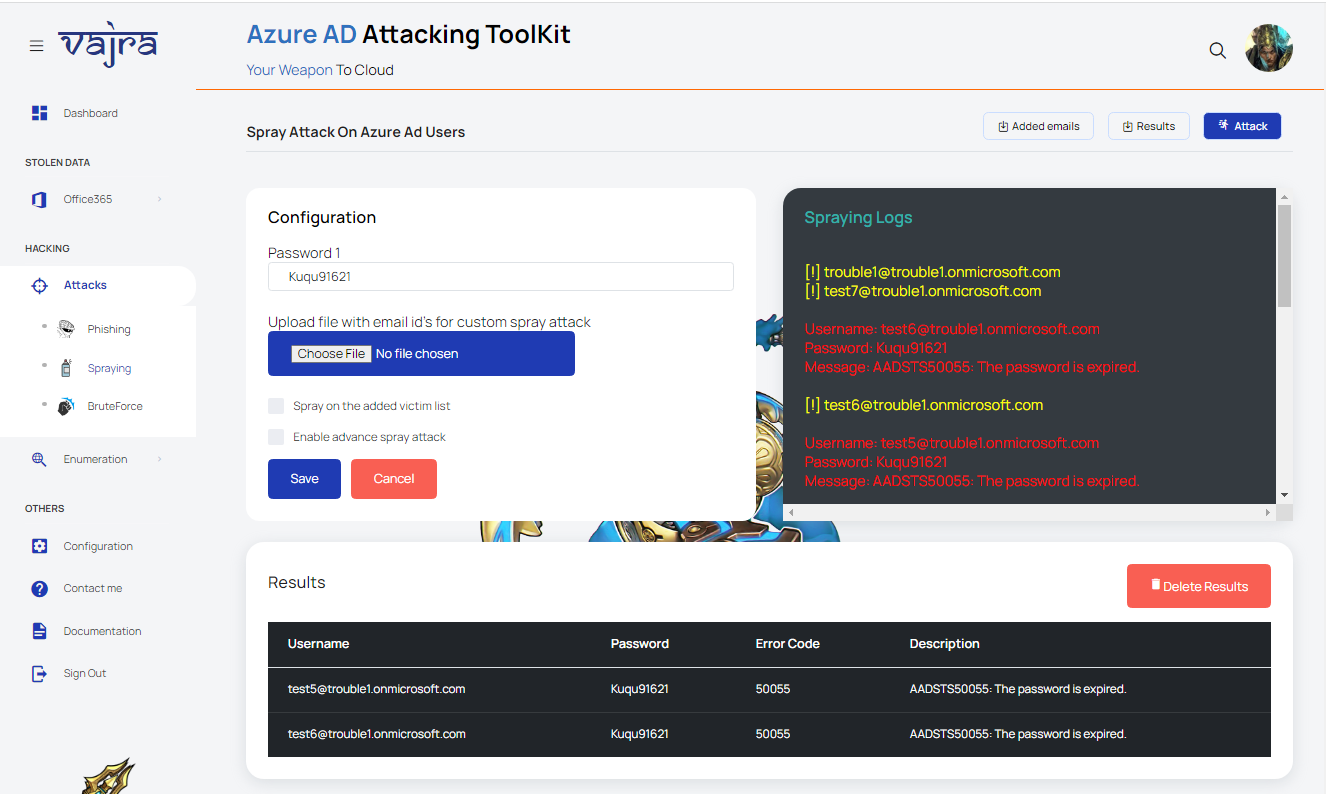 vajra
Azure AD Attacking ToolKit
Your Weapon To Cloud
Dashboard
STOLEN DATA
Office365
HACKING
Attacks
Phishing
Spraying
BruteForce
Enumeration
OTHERS
Configuration
Contact me
Documentation
Sign Out
Spray Attack On Azure Ad Users
Added emails
Results
Attack
Configuration
Password 1
Kuqu91621
Upload file with email id's for custom spray attack
Choose File No file chosen
Spray on the added victim list
Enable advance spray attack
Save
Cancel
Spraying Logs
[!] trouble1@trouble1.onmicrosoft.com
[!] test7@trouble1.onmicrosoft.com
Username: test6@trouble1.onmicrosoft.com
Password: Kuqu91621
Message: AADSTS50055: The password is expired.
[!] test6@trouble1.onmicrosoft.com
Username: test5@trouble1.onmicrosoft.com
Password: Kuqu91621
Message: AADSTS50055: The password is expired.
Results
Delete Results
Username Password Error Code Description
test5@trouble1.onmicrosoft.com Kuqu91621 50055 AADSTS50055: The password is expired.
test6@trouble1.onmicrosoft.com Kuqu91621 50055 AADSTS50055: The password is expired.